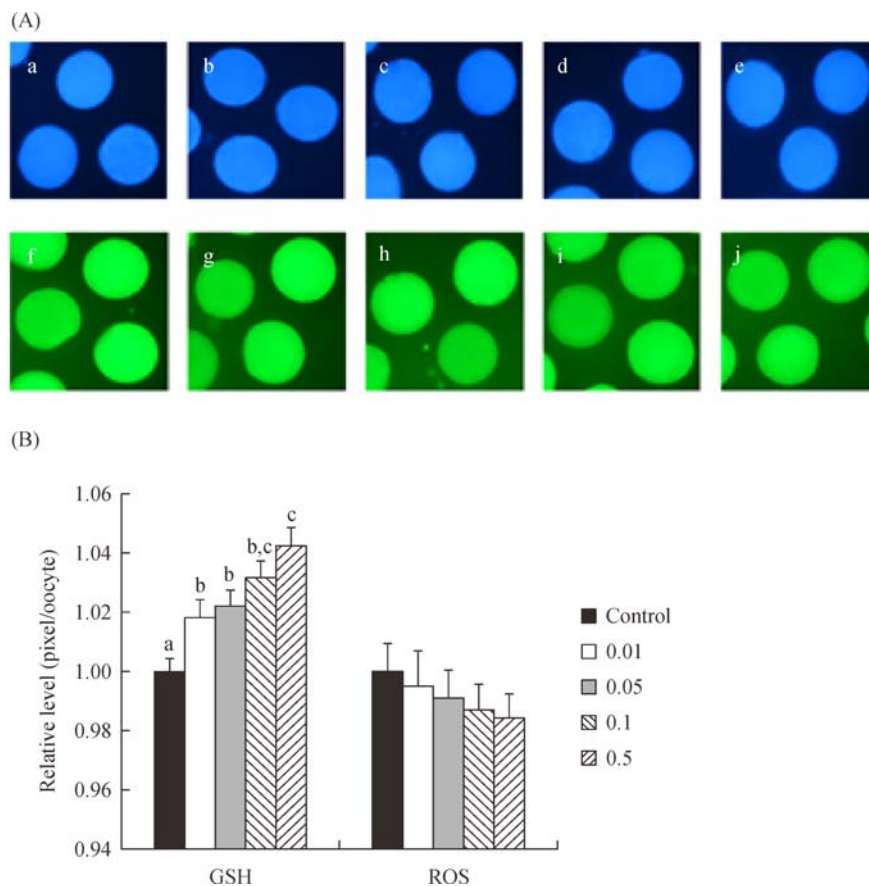 (A)
a b c d e
f g h i j
(B)
Relative level (pixel/oocyte)
1.06
1.04
1.02
1.00
0.98
0.96
0.94
a b b b,c c
GSH ROS
Control
0.01
0.05
0.1
0.5